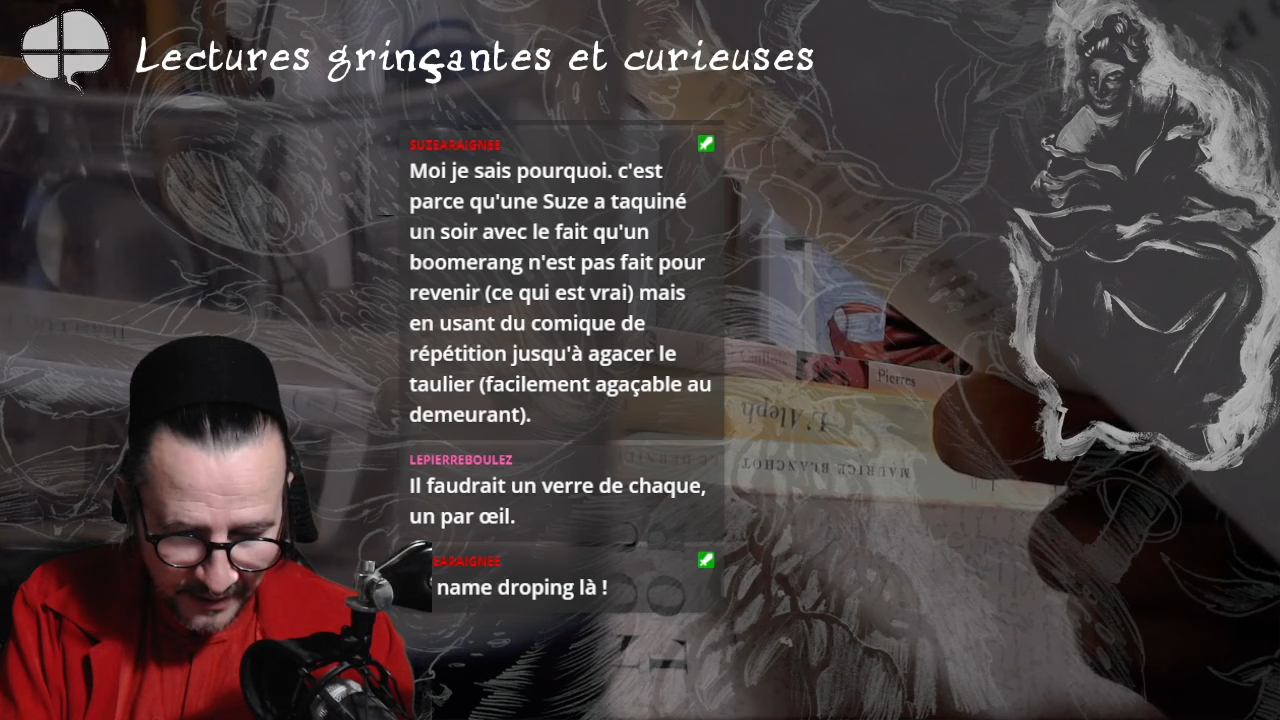 Lectures grinçantes et curieuses
SUZEARAIGNEE
Moi je sais pourquoi. c'est
parce qu'une Suze a taquiné
un soir avec le fait qu'un
boomerang n'est pas fait pour
revenir (ce qui est vrai) mais
en usant du comique de
répétition jusqu'à agacer le
taulier (facilement agaçable au
demeurant).
LEPIERREBOULEZ
Il faudrait un verre de chaque,
un par œil.
EARAIGNEE
name droping là !
Pierres
L'Aleph
MAURICE BLANCHOT